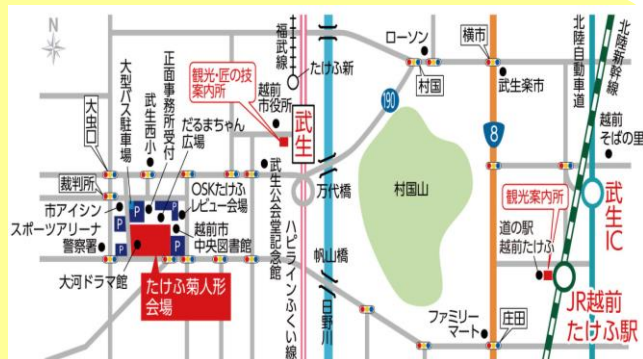 N
大虫口
大型バス駐車場
武生西小
正面事務所受付
だるまちゃん
広場
福武線
たけふ新
観光・匠の技
案内所
越前
市役所
武生
ローソン
村国
190
横市
武生楽市
8
北陸自動車道
北陸新幹線
越前
そばの里
武生
IC
裁判所
市アイシン
スポーツアリーナ
警察署
P
P
P
P
P
OSKたけふ
レビュー会場
越前市
中央図書館
武生公会堂記念館
大河ドラマ館
たけふ菊人形
会場
ハピラインふくい線
万代橋
帆山橋
日野川
村国山
観光案内所
道の駅
越前たけふ
JR越前
たけふ駅
ファミリー
マート
庄田